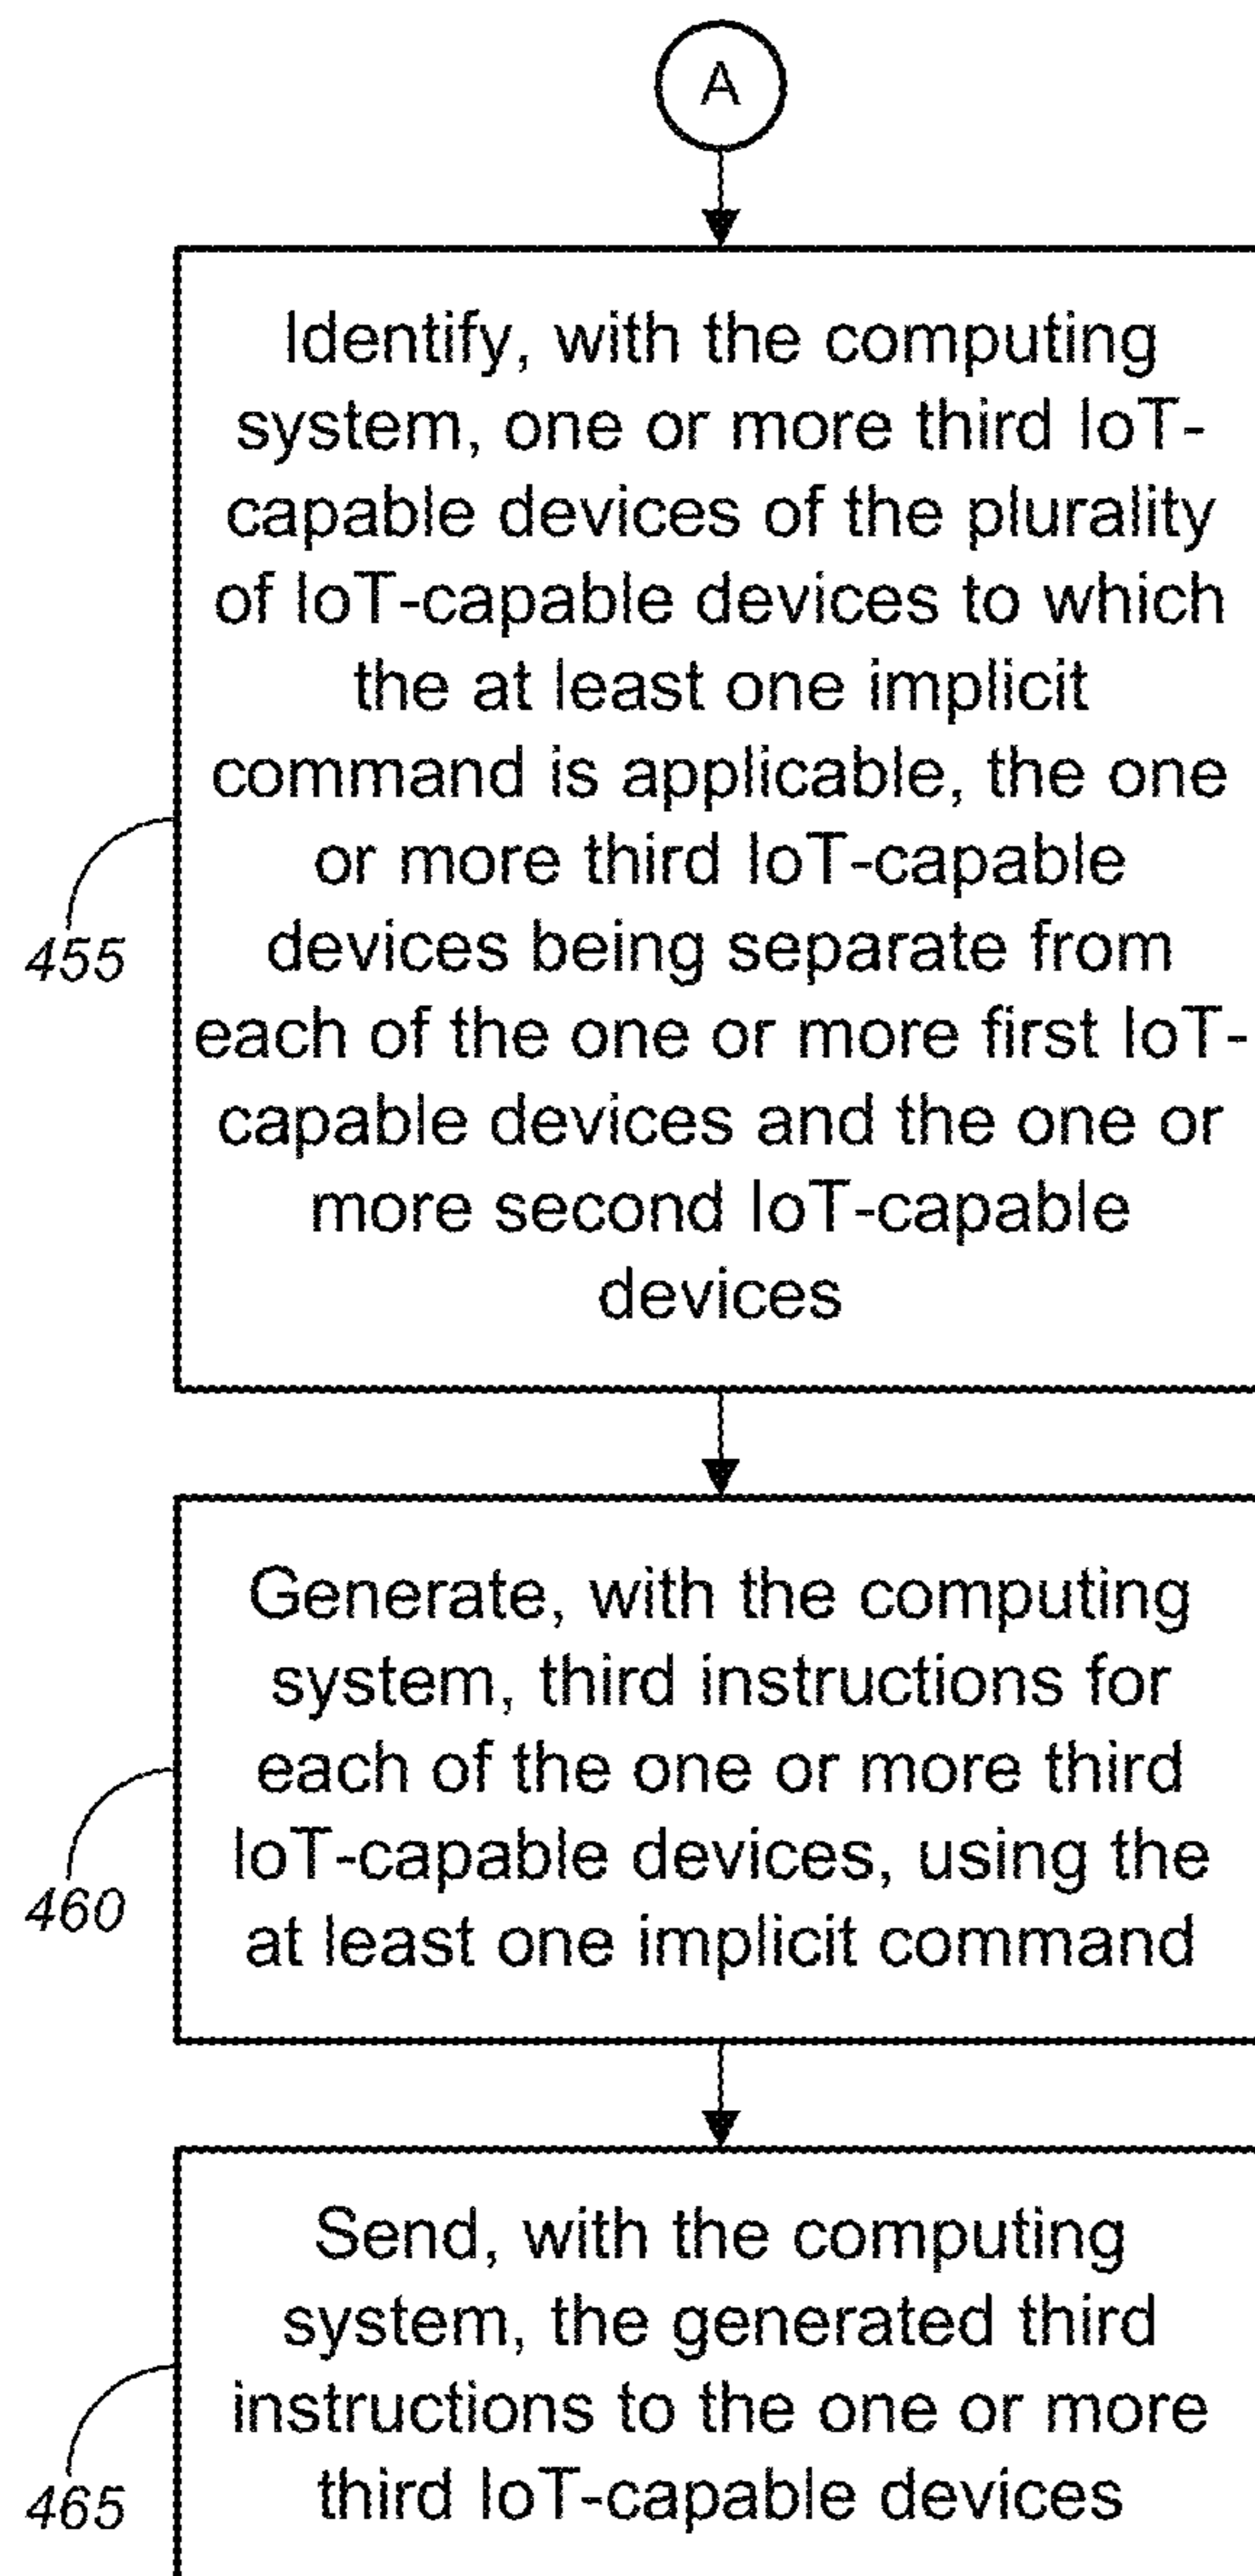 A
Identify, with the computing
system, one or more third IoT-
capable devices of the plurality
of IoT-capable devices to which
the at least one implicit
command is applicable, the one
or more third IoT-capable
devices being separate from
each of the one or more first IoT-
capable devices and the one or
more second IoT-capable
devices
455
Generate, with the computing
system, third instructions for
each of the one or more third
IoT-capable devices, using the
at least one implicit command
460
Send, with the computing
system, the generated third
instructions to the one or more
third IoT-capable devices
465